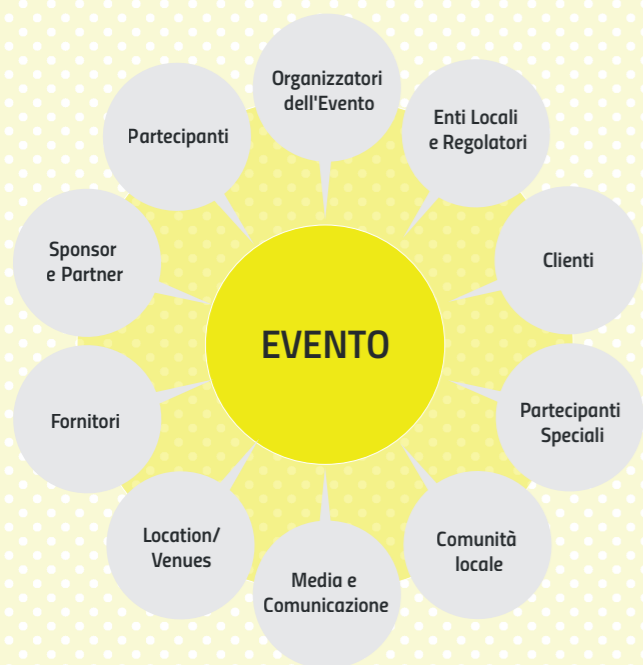 Organizzatori
dell'Evento
Enti Locali
e Regolatori
Clienti
Partecipanti
Speciali
Comunità
locale
Media e
Comunicazione
Location/
Venues
Fornitori
Sponsor
e Partner
Partecipanti
EVENTO